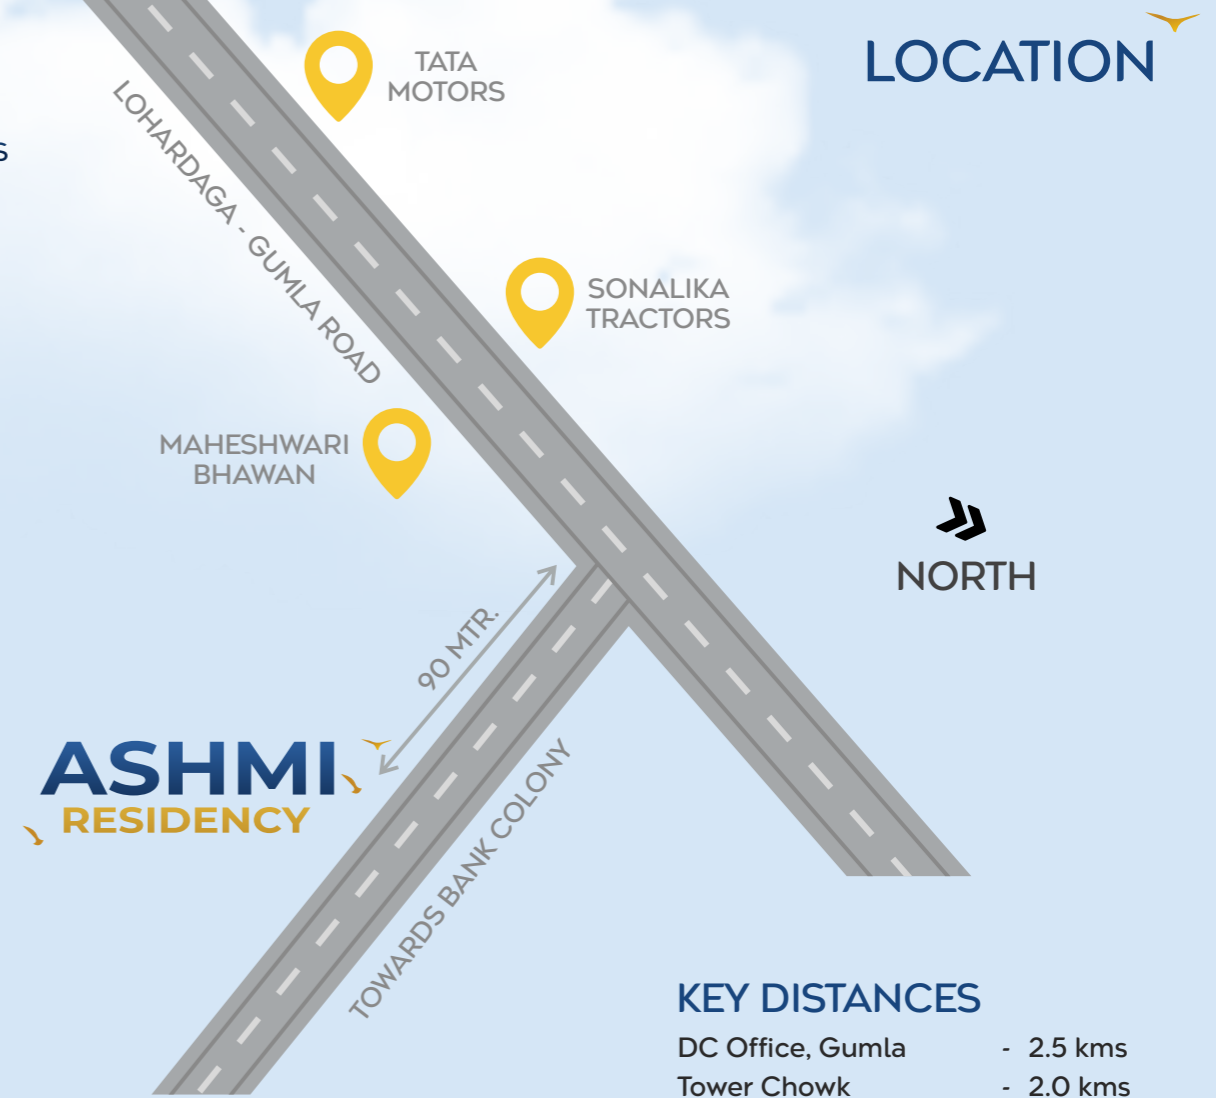 LOCATION
TATA
MOTORS
S
LOHARDAGA - GUMLA ROAD
SONALIKA
TRACTORS
MAHESHWARI
BHAWAN
NORTH
90 MTR.
ASHMI
RESIDENCY
TOWARDS BANK COLONY
KEY DISTANCES
DC Office, Gumla - 2.5 kms
Tower Chowk - 2.0 kms